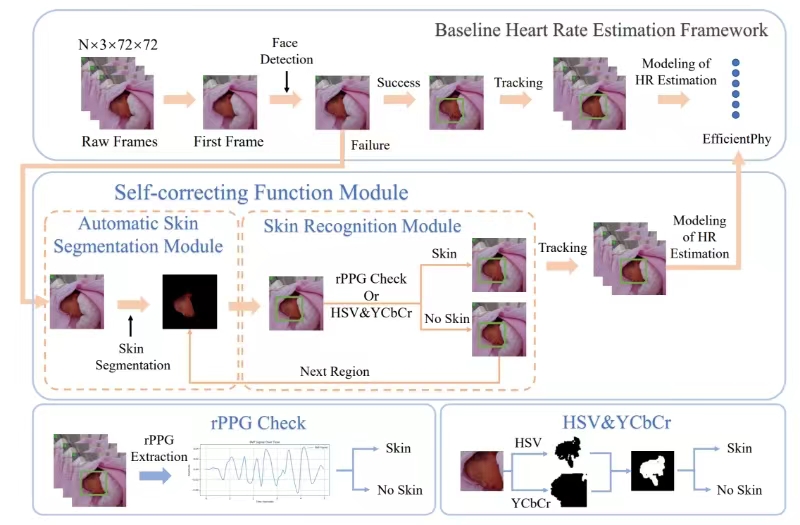 Baseline Heart Rate Estimation Framework
N×3×72×72
Face
Detection
Success
Tracking
Modeling of
HR Estimation
Raw Frames
First Frame
Failure
EfficientPhy
Self-correcting Function Module
Automatic Skin
Segmentation Module
Skin Recognition Module
Skin
Segmentation
rPPG Check
Or
HSV&YCbCr
Skin
No Skin
Next Region
Tracking
Modeling
of HR
Estimation
rPPG Check
rPPG
Extraction
Skin
No Skin
HSV&YCbCr
HSV
YCbCr
Skin
No Skin